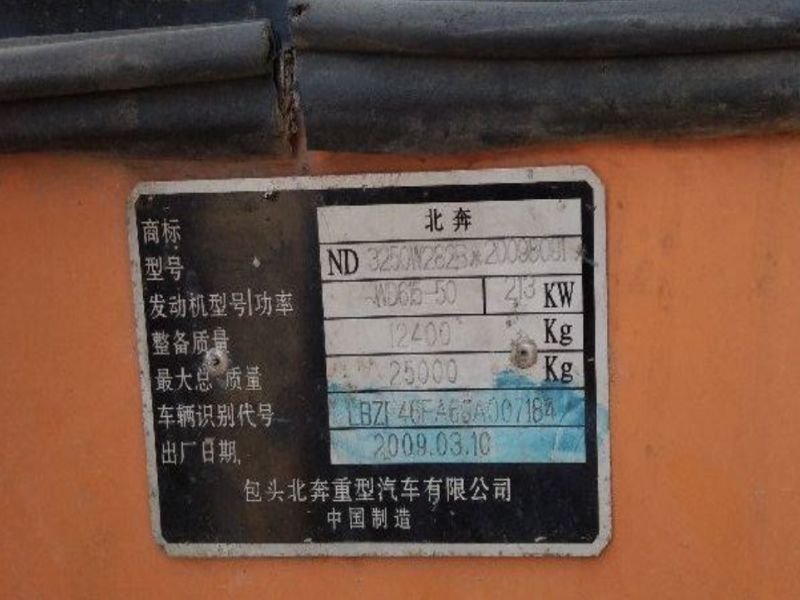 商标 北奔
型号 ND 3250W282B
发动机型号|功率 WD615-50 213 KW
整备质量 12400 Kg
最大总质量 25000 Kg
车辆识别代号
出厂日期 2009.03.10
包头北奔重型汽车有限公司
中国制造